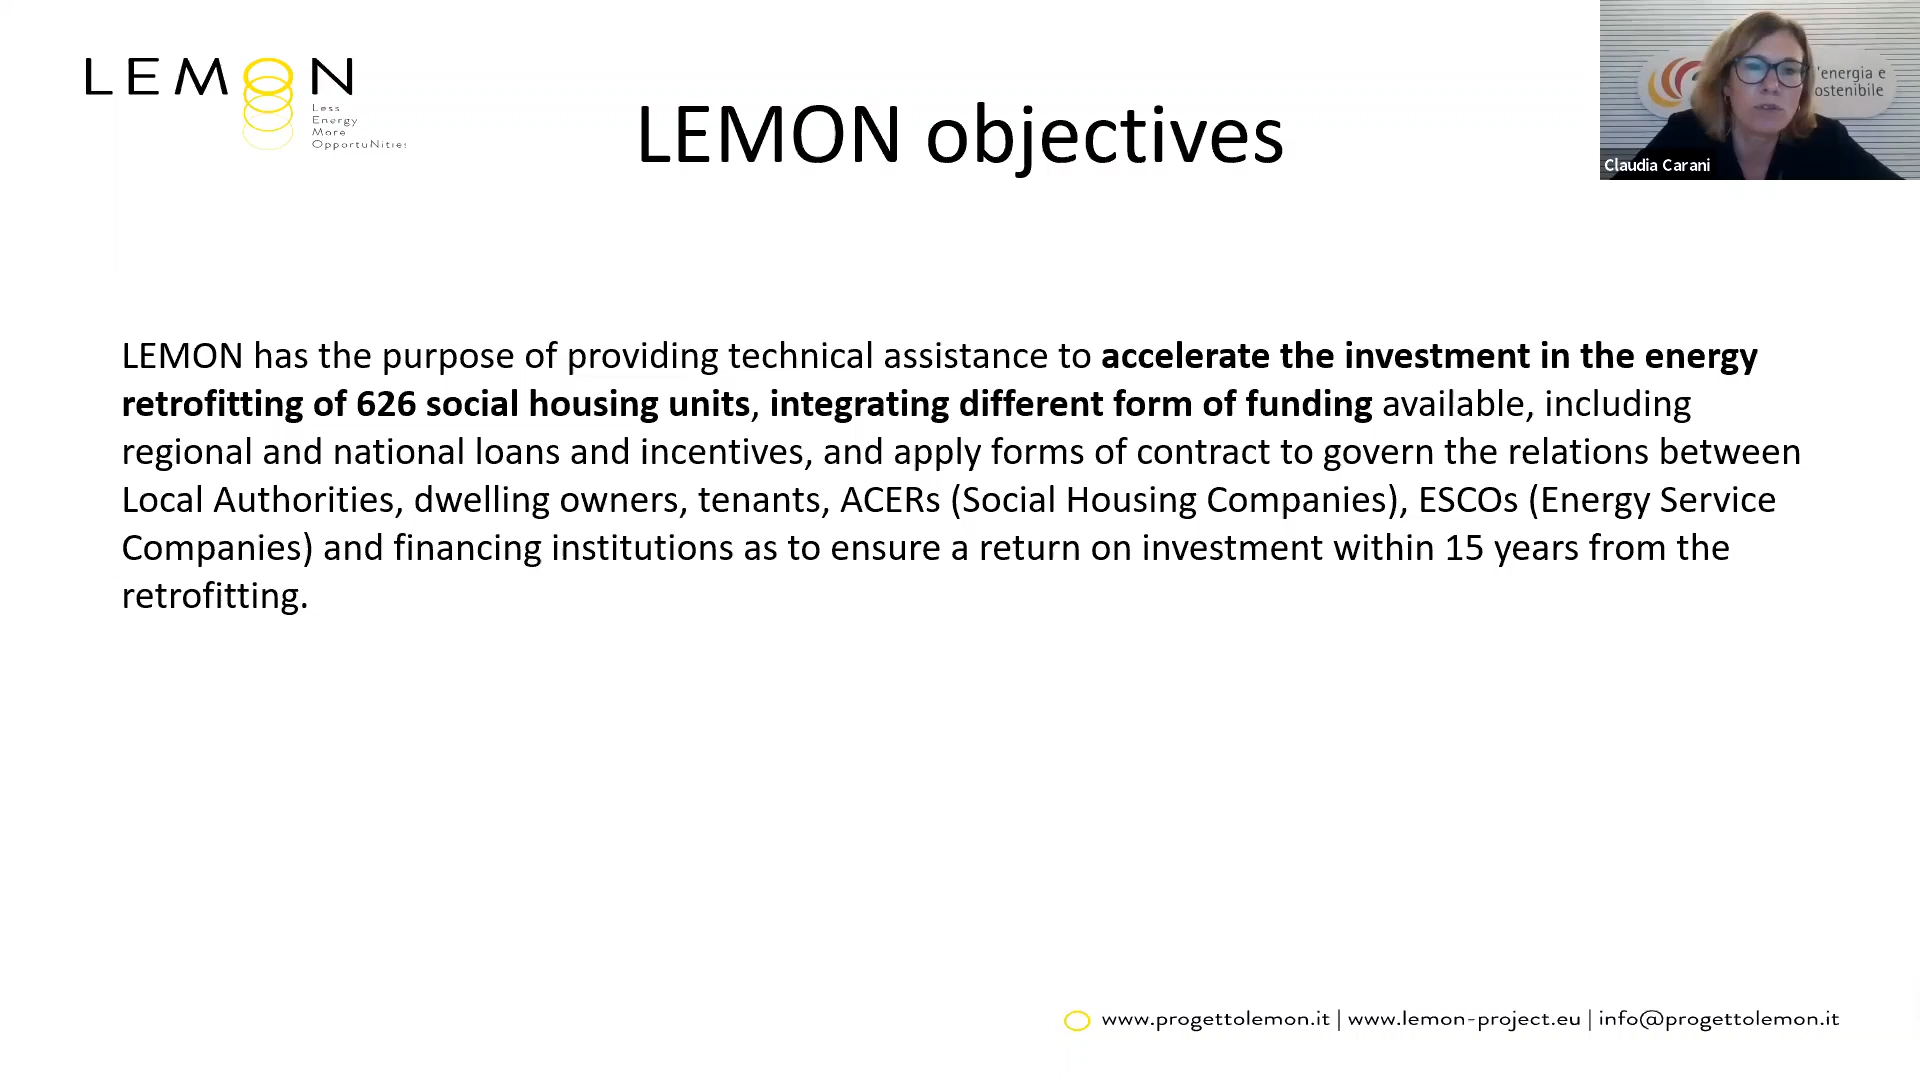 LEMON
Less
Energy
More
OpportuNities
LEMON objectives
'energia e
ostenibile
Claudia Carani
LEMON has the purpose of providing technical assistance to accelerate the investment in the energy
retrofitting of 626 social housing units, integrating different form of funding available, including
regional and national loans and incentives, and apply forms of contract to govern the relations between
Local Authorities, dwelling owners, tenants, ACERs (Social Housing Companies), ESCOs (Energy Service
Companies) and financing institutions as to ensure a return on investment within 15 years from the
retrofitting.
www.progettolemon.it | www.lemon-project.eu | info@progettolemon.it